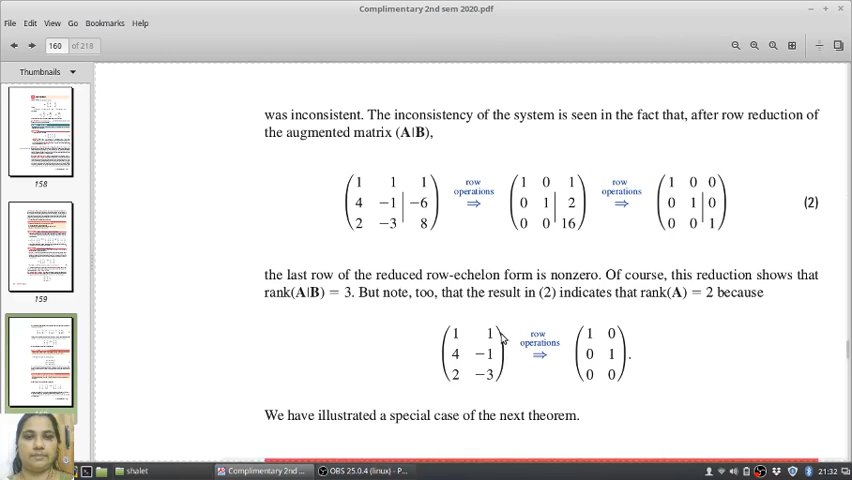 Complimentary 2nd sem 2020.pdf
File Edit View Go Bookmarks Help
160 of 218
Thumbnails
158
159
was inconsistent. The inconsistency of the system is seen in the fact that, after row reduction of
the augmented matrix (A|B),
row operations row operations
1 1 | 1 ⇒ 1 0 | 1 ⇒ 1 0 | 0
4 −1 | −6 0 1 | 2 0 1 | 0 (2)
2 −3 | 8 0 0 | 16 0 0 | 1
the last row of the reduced row-echelon form is nonzero. Of course, this reduction shows that
rank(A|B) = 3. But note, too, that the result in (2) indicates that rank(A) = 2 because
row operations
1 1 ⇒ 1 0
4 −1 0 1
2 −3 0 0 .
We have illustrated a special case of the next theorem.
shalet Complimentary 2nd ... OBS 25.0.4 (linux) - P... 21:32